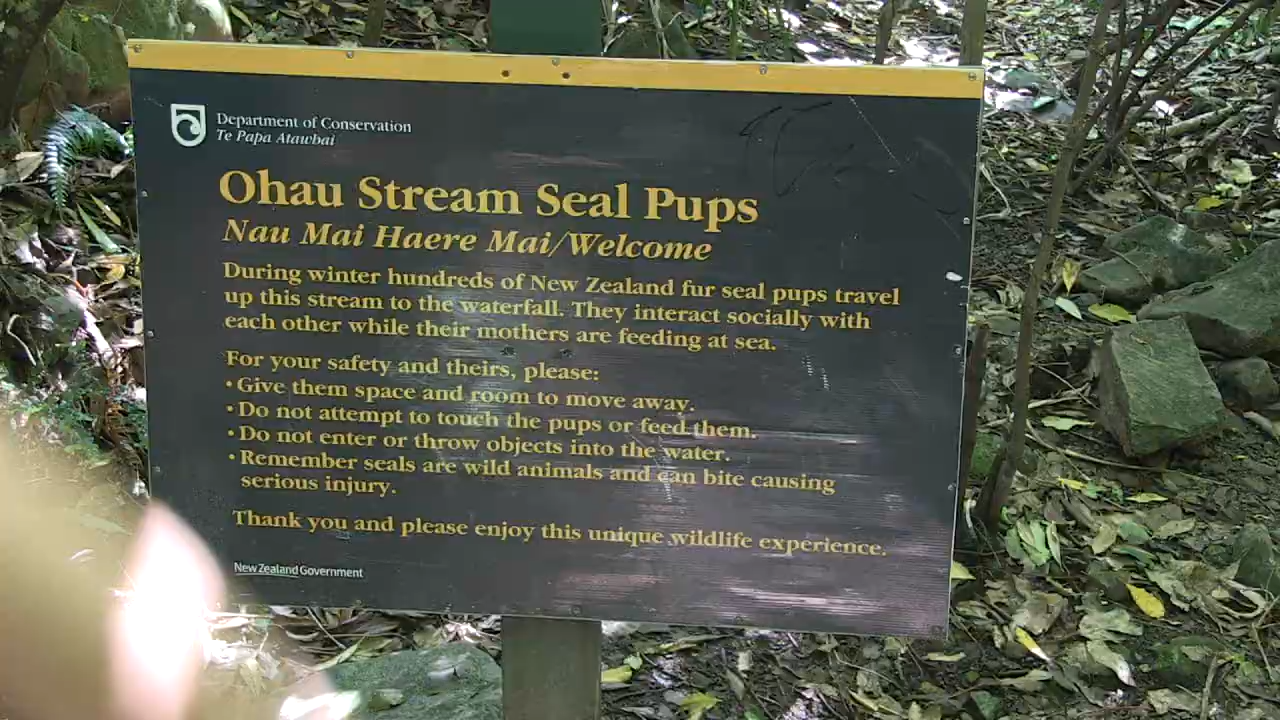 Department of Conservation
Te Papa Atawbai
Ohau Stream Seal Pups
Nau Mai Haere Mai/Welcome
During winter hundreds of New Zealand fur seal pups travel
up this stream to the waterfall. They interact socially with
each other while their mothers are feeding at sea.
For your safety and theirs, please:
• Give them space and room to move away.
• Do not attempt to touch the pups or feed them.
• Do not enter or throw objects into the water.
• Remember seals are wild animals and can bite causing
serious injury.
Thank you and please enjoy this unique wildlife experience.
New Zealand Government